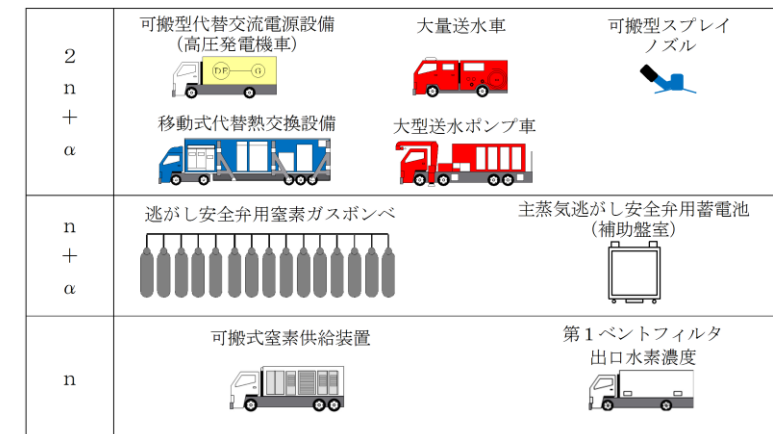 2
n
+
α
可搬型代替交流電源設備
(高圧発電機車)
大量送水車
可搬型スプレイ
ノズル
DE
G
移動式代替熱交換設備
大型送水ポンプ車
n
+
α
逃がし安全弁用窒素ガスボンベ
主蒸気逃がし安全弁用蓄電池
(補助盤室)
n
可搬式窒素供給装置
第1ベントフィルタ
出口水素濃度